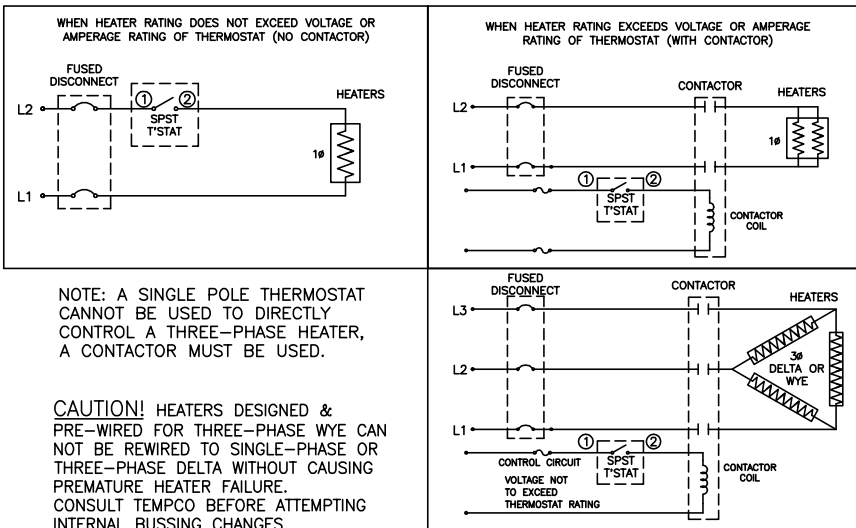 WHEN HEATER RATING DOES NOT EXCEED VOLTAGE OR
AMPERAGE RATING OF THERMOSTAT (NO CONTACTOR)
FUSED
DISCONNECT
HEATERS
L2
1 2
SPST
T'STAT
1ø
L1
WHEN HEATER RATING EXCEEDS VOLTAGE OR AMPERAGE
RATING OF THERMOSTAT (WITH CONTACTOR)
FUSED
DISCONNECT
CONTACTOR
HEATERS
L2
1ø
L1
1 2
SPST
T'STAT
CONTACTOR
COIL
NOTE: A SINGLE POLE THERMOSTAT
CANNOT BE USED TO DIRECTLY
CONTROL A THREE-PHASE HEATER,
A CONTACTOR MUST BE USED.
CAUTION! HEATERS DESIGNED &
PRE-WIRED FOR THREE-PHASE WYE CAN
NOT BE REWIRED TO SINGLE-PHASE OR
THREE-PHASE DELTA WITHOUT CAUSING
PREMATURE HEATER FAILURE.
CONSULT TEMPCO BEFORE ATTEMPTING
INTERNAL BUSSING CHANGES
FUSED
DISCONNECT
CONTACTOR
HEATERS
L3
3ø
DELTA OR
WYE
L2
L1
1 2
CONTROL CIRCUIT
SPST
T'STAT
VOLTAGE NOT
TO EXCEED
THERMOSTAT RATING
CONTACTOR
COIL